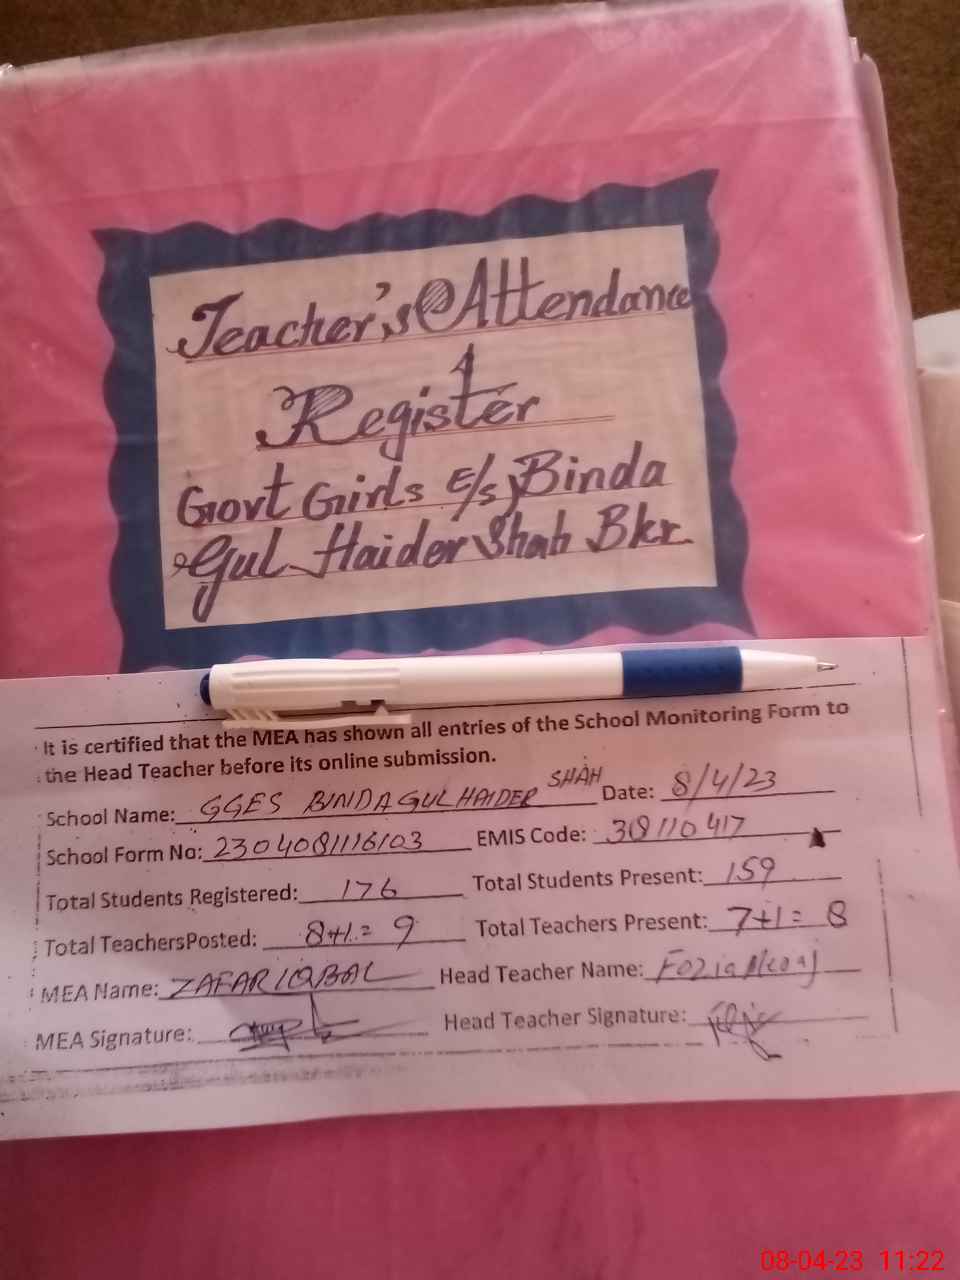 Teacher's Attendance
Register
Govt Girls E/S, Binda
Gul Haider Shah Bkr.
It is certified that the MEA has shown all entries of the School Monitoring Form to
the Head Teacher before its online submission.
School Name: GGES BINDA GUL HAIDER SHAH Date: 8/4/23
School Form No: 2304081116103 EMIS Code: 38110417
Total Students Registered: 176 Total Students Present: 159
Total TeachersPosted: 8+1= 9 Total Teachers Present: 7+1= 8
MEA Name: ZAFAR IQBAL Head Teacher Name: Fozia
MEA Signature: Head Teacher Signature:
08-04-23 11:22